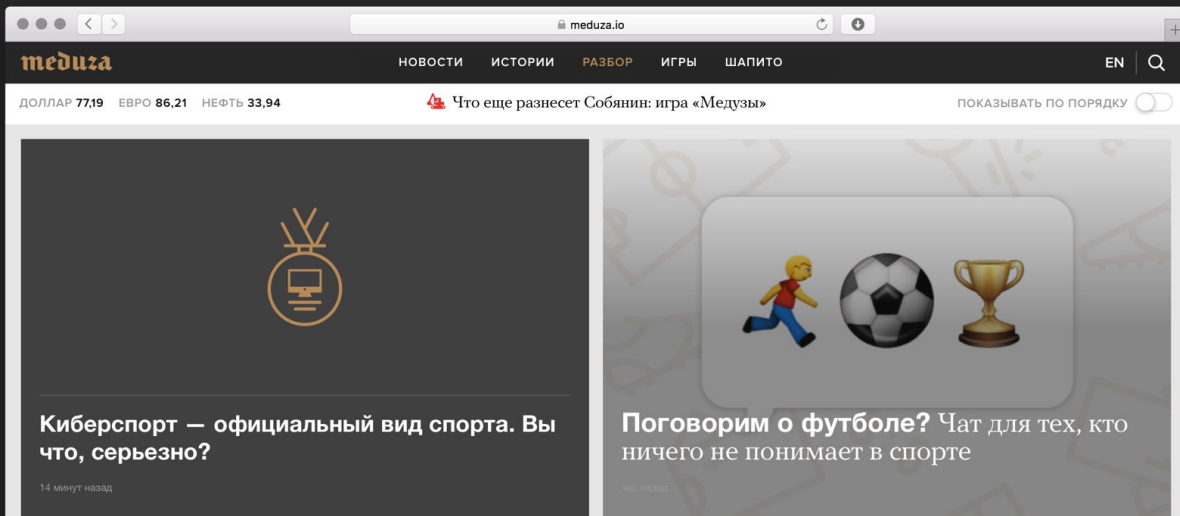 meduza.io
meduza
НОВОСТИ ИСТОРИИ РАЗБОР ИГРЫ ШАПИТО
EN
ДОЛЛАР 77,19 ЕВРО 86,21 НЕФТЬ 33,94
Что еще разнесет Собянин: игра «Медузы»
ПОКАЗЫВАТЬ ПО ПОРЯДКУ
Киберспорт — официальный вид спорта. Вы
что, серьезно?
14 минут назад
Поговорим о футболе? Чат для тех, кто
ничего не понимает в спорте
час назад